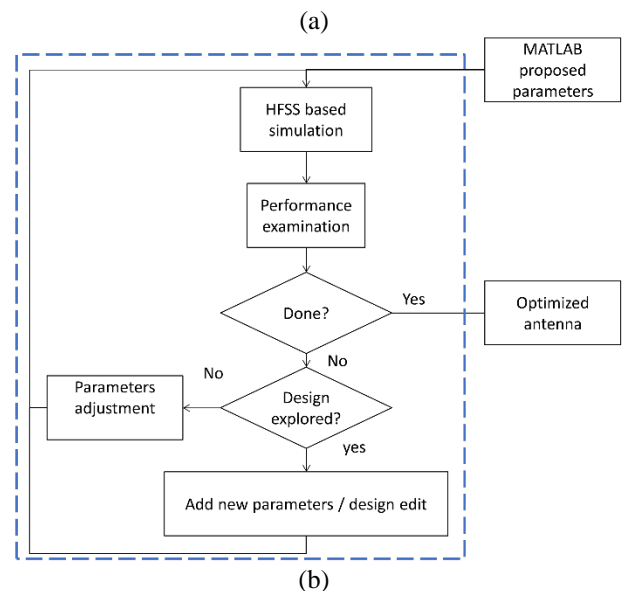 (a)
MATLAB
proposed
parameters
HFSS based
simulation
Performance
examination
Done?
Yes
Optimized
antenna
No
No
Parameters
adjustment
Design
explored?
yes
Add new parameters / design edit
(b)